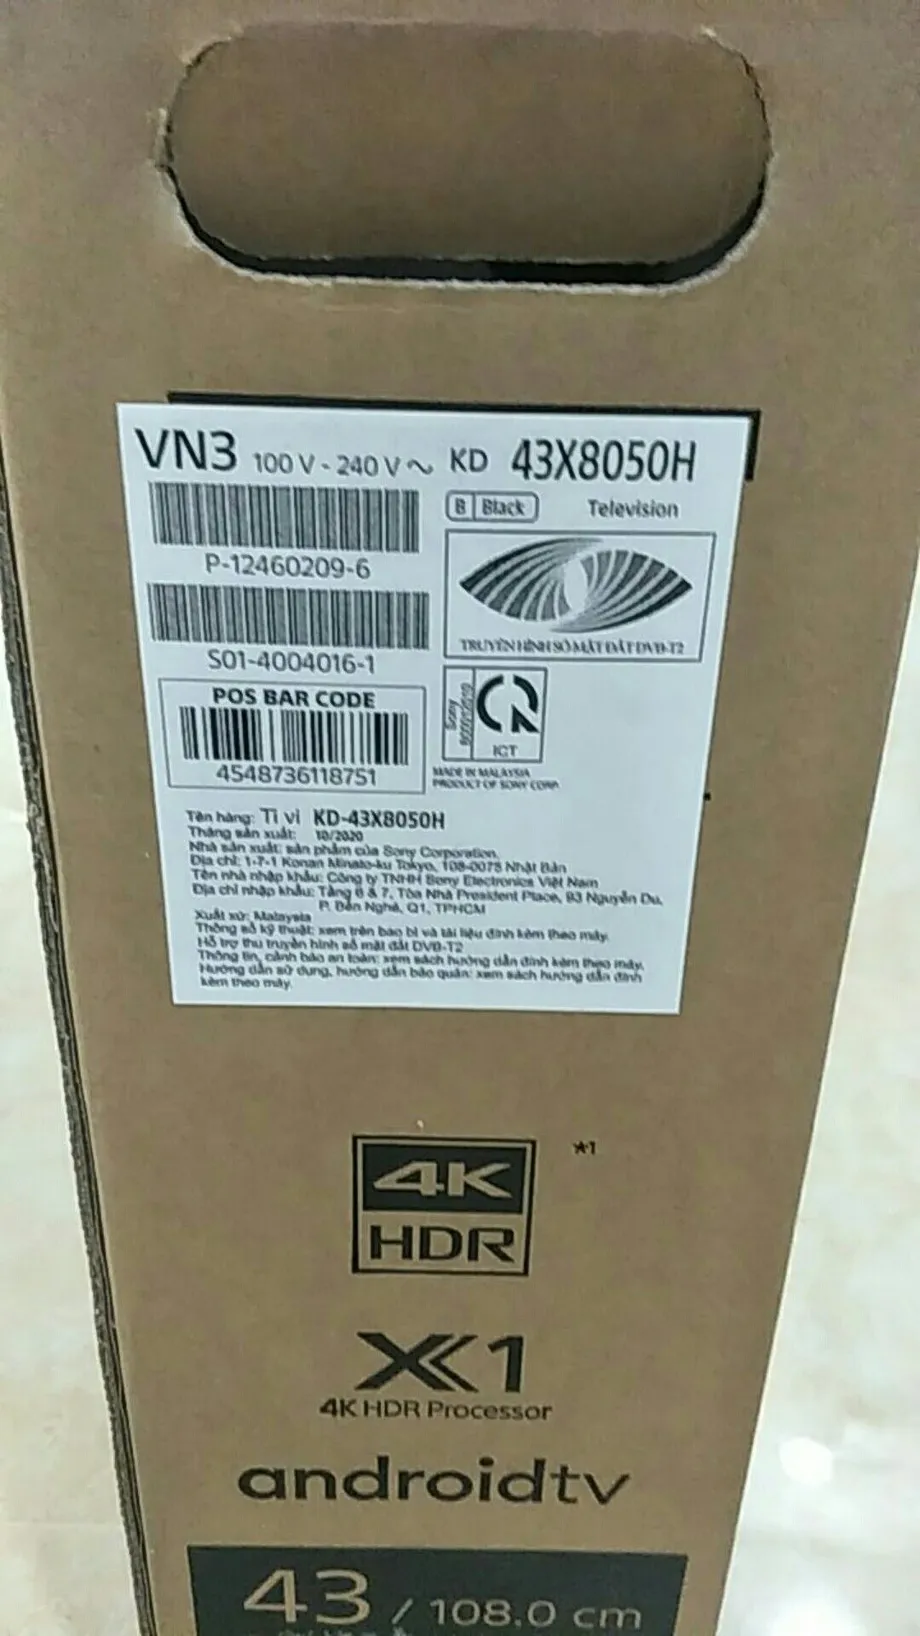 VN3 100 V - 240 V ~ KD 43X8050H
B Black Television
P-12460209-6
TRUYỀN HÌNH SỐ MẶT ĐẤT DVB-T2
S01-4004016-1
Sony
ICT
POS BAR CODE
4548736118751
MADE IN MALAYSIA
PRODUCT OF SONY CORP.
Tên hàng: Ti vi KD-43X8050H
Tháng sản xuất: 10/2020
Nhà sản xuất: sản phẩm của Sony Corporation.
Địa chỉ: 1-7-1 Konan Minato-ku Tokyo, 108-0075 Nhật Bản
Tên nhà nhập khẩu: Công ty TNHH Sony Electronics Việt Nam
Địa chỉ nhập khẩu: Tầng 6 & 7, Tòa Nhà President Place, 93 Nguyễn Du,
P. Bến Nghé, Q1, TPHCM
Xuất xứ: Malaysia
Thông số kỹ thuật: xem trên bao bì và tài liệu đính kèm theo máy.
Hỗ trợ thu truyền hình số mặt đất DVB-T2
Thông tin, cảnh báo an toàn: xem sách hướng dẫn đính kèm theo máy.
Hướng dẫn sử dụng, hướng dẫn bảo quản: xem sách hướng dẫn đính
kèm theo máy.
4K *1
HDR
X1
4K HDR Processor
androidtv
43 / 108.0 cm